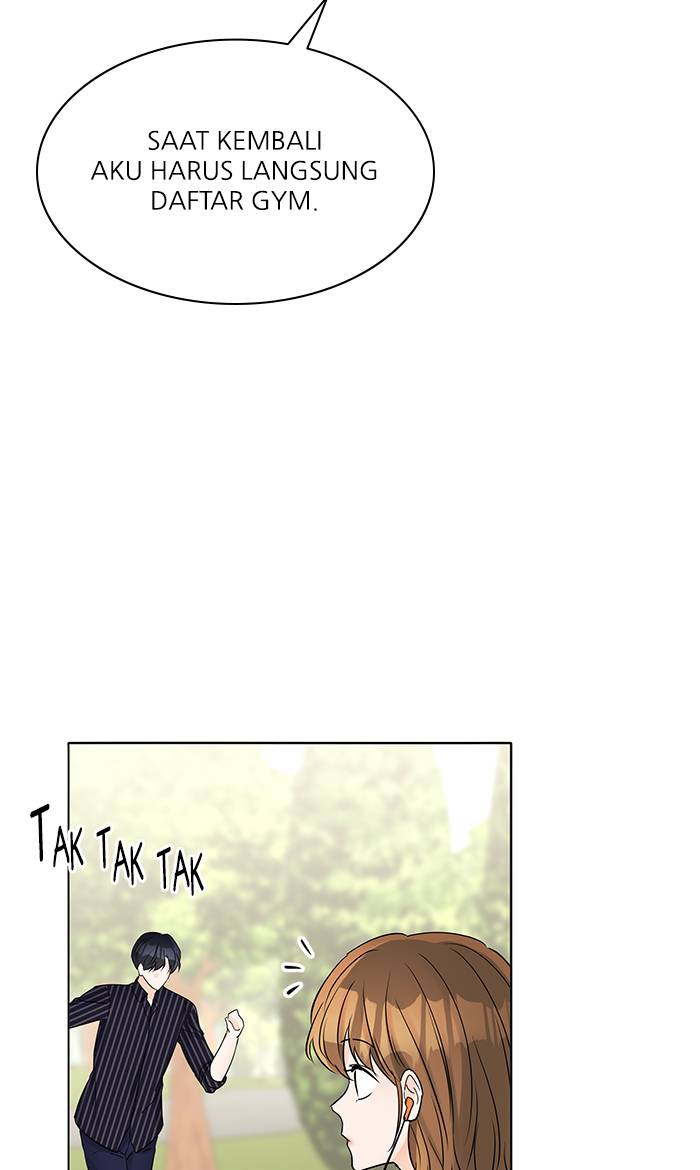 SAAT KEMBALI
AKU HARUS LANGSUNG
DAFTAR GYM.
TAK TAK TAK